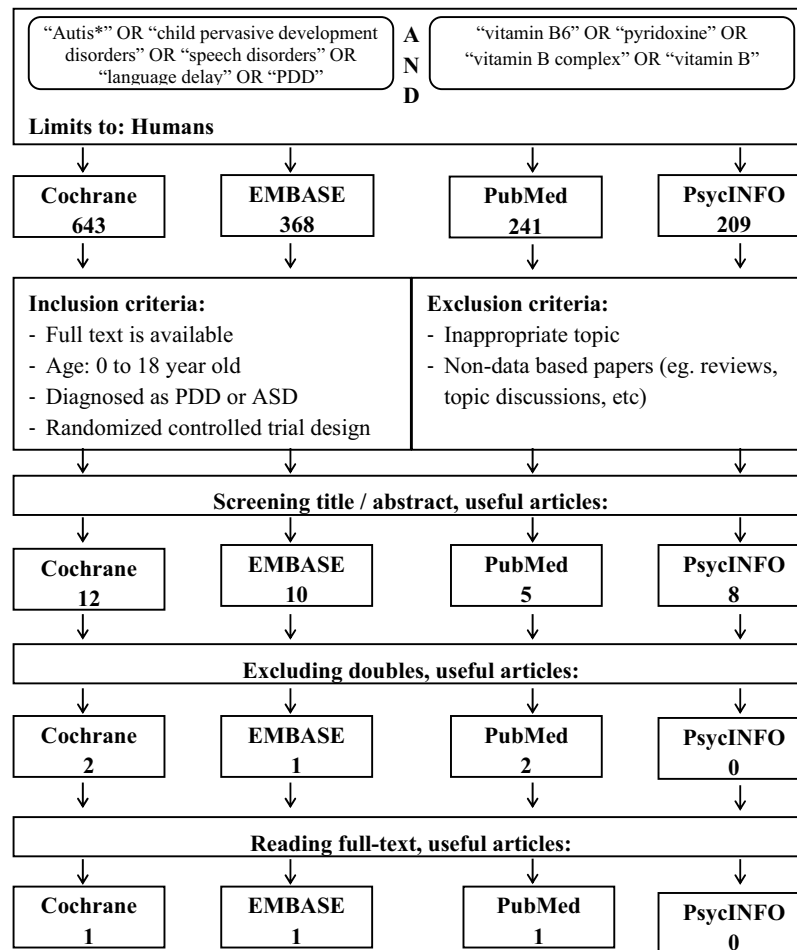 “Autis*” OR “child pervasive development
disorders” OR “speech disorders” OR
“language delay” OR “PDD”
A
N
D
“vitamin B6” OR “pyridoxine” OR
“vitamin B complex” OR “vitamin B”
Limits to: Humans
Cochrane
643
EMBASE
368
PubMed
241
PsycINFO
209
Inclusion criteria:
- Full text is available
- Age: 0 to 18 year old
- Diagnosed as PDD or ASD
- Randomized controlled trial design
Exclusion criteria:
- Inappropriate topic
- Non-data based papers (eg. reviews,
topic discussions, etc)
Screening title / abstract, useful articles:
Cochrane
12
EMBASE
10
PubMed
5
PsycINFO
8
Excluding doubles, useful articles:
Cochrane
2
EMBASE
1
PubMed
2
PsycINFO
0
Reading full-text, useful articles:
Cochrane
1
EMBASE
1
PubMed
1
PsycINFO
0